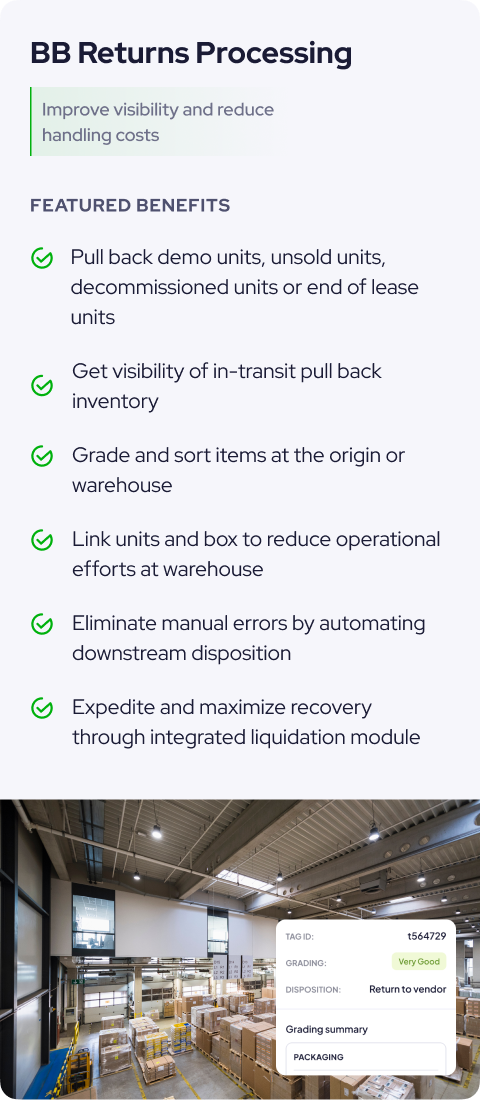 BB Returns Processing
Improve visibility and reduce
handling costs
FEATURED BENEFITS
Pull back demo units, unsold units,
decommissioned units or end of lease
units
Get visibility of in-transit pull back
inventory
Grade and sort items at the origin or
warehouse
Link units and box to reduce operational
efforts at warehouse
Eliminate manual errors by automating
downstream disposition
Expedite and maximize recovery
through integrated liquidation module
TAG ID: t564729
GRADING: Very Good
DISPOSITION: Return to vendor
Grading summary
PACKAGING